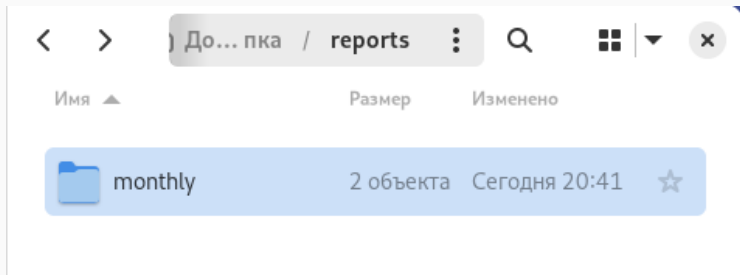 До... пка / reports
Имя Размер Изменено
monthly 2 объекта Сегодня 20:41